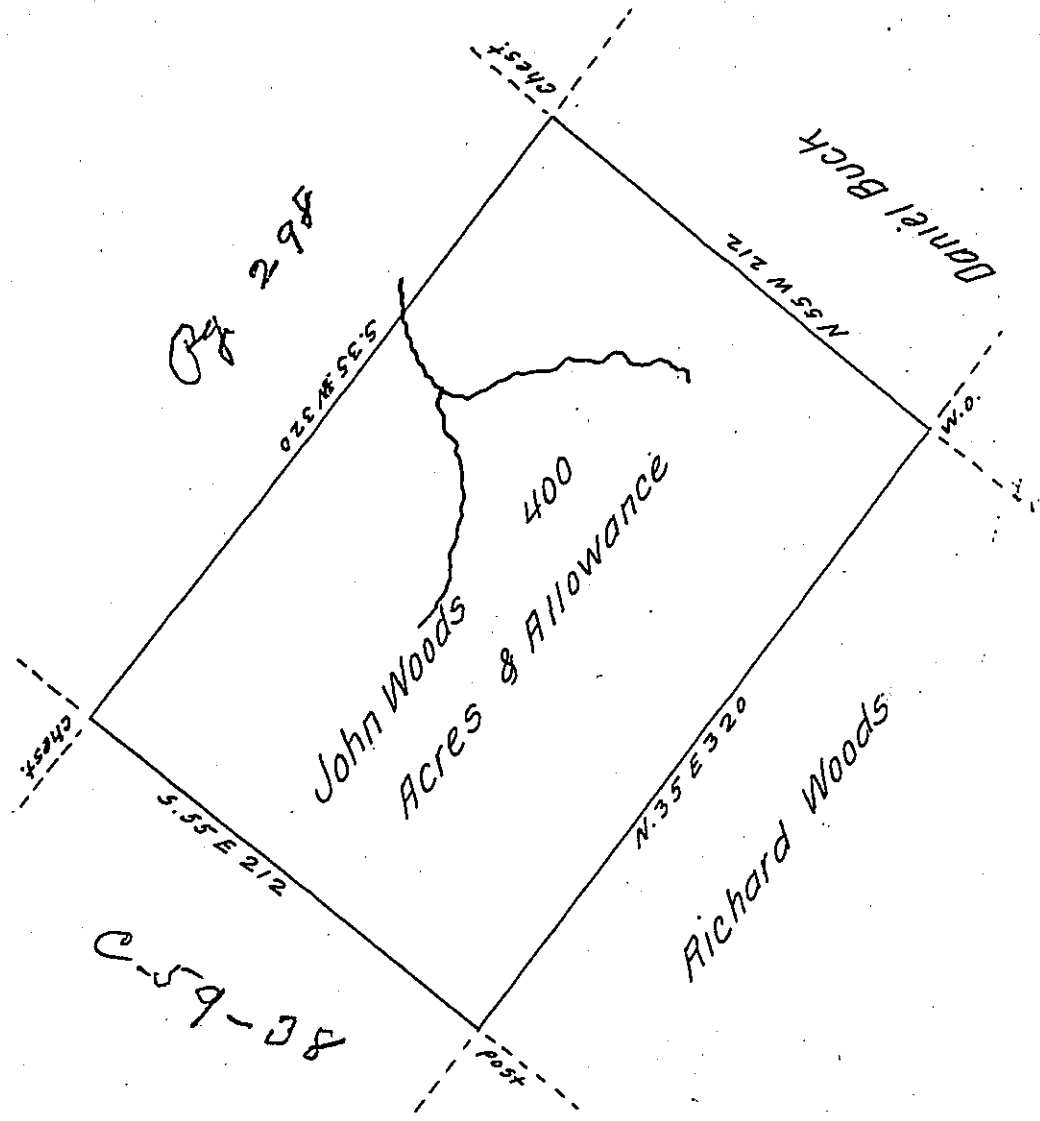 chest
Daniel Buck
Pg 298
N 55 W 212
S. 35 W 320
W.O.
400
John Woods
Acres & Allowance
chest.
N. 35 E 320
S. 55 E 212
Richard Woods
C-59-38
post